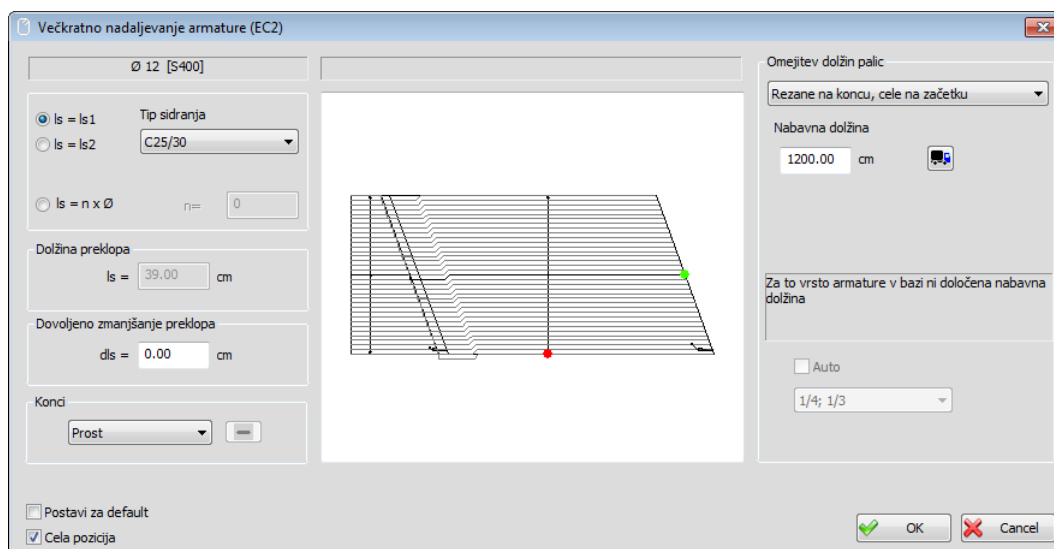 Večkratno nadaljevanje armature (EC2)
Ø 12 [S400]
ls = ls1
Tip sidranja
ls = ls2
C25/30
ls = n x Ø
n=
0
Dolžina preklopa
ls =
39.00
cm
Dovoljeno zmanjšanje preklopa
dls =
0.00
cm
Konci
Prost
Postavi za default
Cela pozicija
Omejitev dolžin palic
Rezane na koncu, cele na začetku
Nabavna dolžina
1200.00
cm
Za to vrsto armature v bazi ni določena nabavna
dolžina
Auto
1/4; 1/3
OK
Cancel